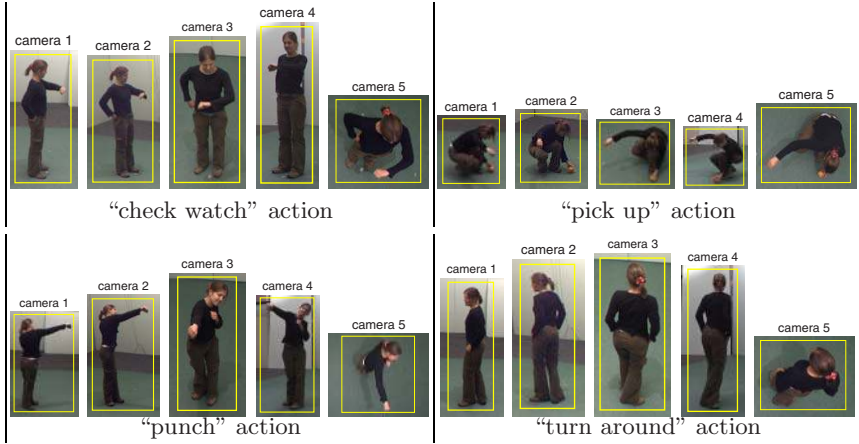 camera 1
camera 2
camera 3
camera 4
camera 5
“check watch” action
camera 1
camera 2
camera 3
camera 4
camera 5
“pick up” action
camera 1
camera 2
camera 3
camera 4
camera 5
“punch” action
camera 1
camera 2
camera 3
camera 4
camera 5
“turn around” action